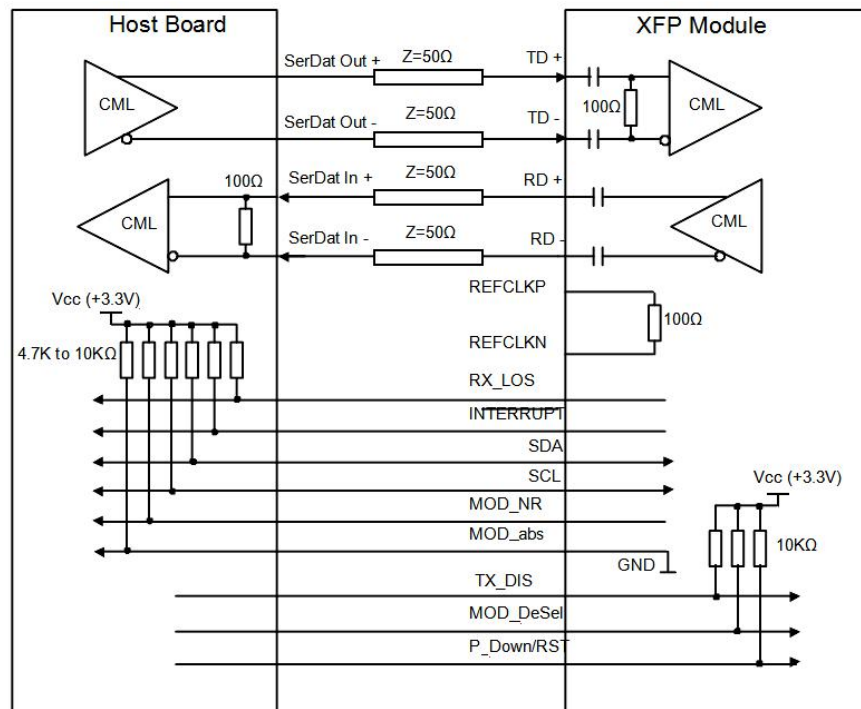 Host Board
XFP Module
SerDat Out +
Z=50Ω
TD +
CML
100Ω
CML
SerDat Out -
Z=50Ω
TD -
100Ω
SerDat In +
Z=50Ω
RD +
CML
CML
SerDat In -
Z=50Ω
RD -
REFCLKP
Vcc (+3.3V)
100Ω
4.7K to 10KΩ
REFCLKN
RX_LOS
INTERRUPT
SDA
SCL
Vcc (+3.3V)
MOD_NR
MOD_abs
10KΩ
GND
TX_DIS
MOD_DeSel
P_Down/RST